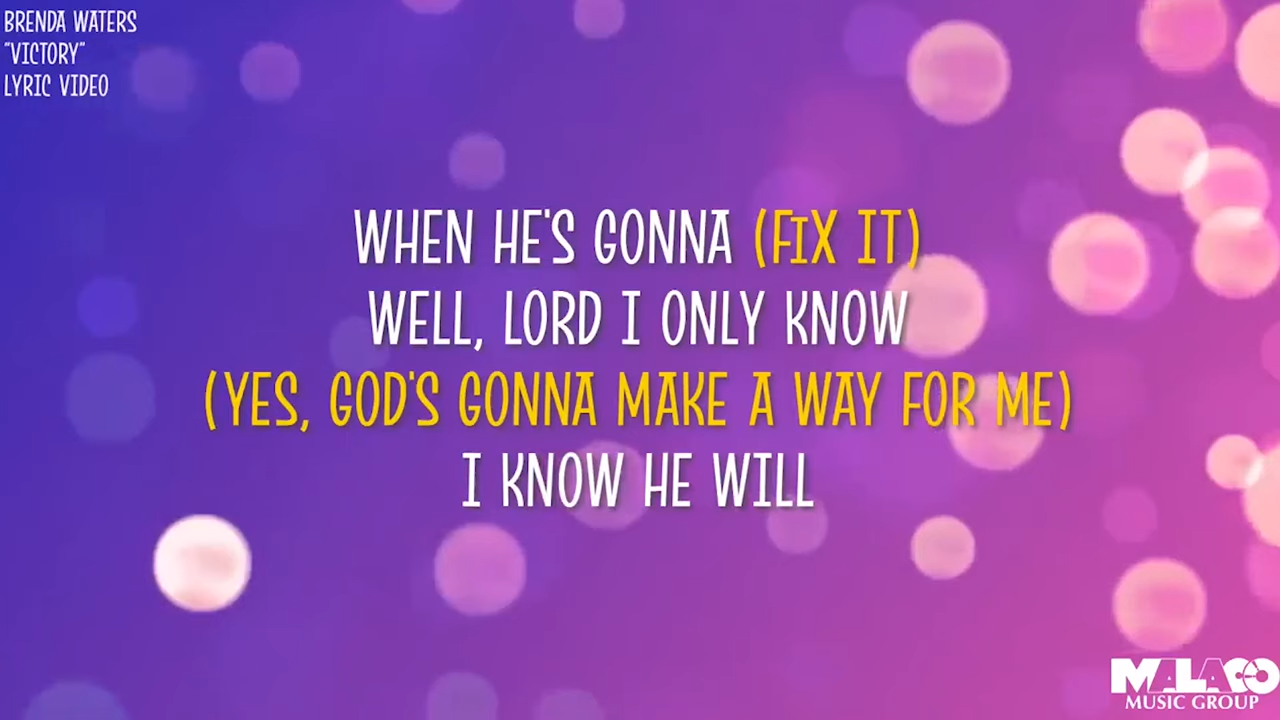 BRENDA WATERS
"VICTORY"
LYRIC VIDEO
WHEN HE'S GONNA (FIX IT)
WELL, LORD I ONLY KNOW
(YES, GOD'S GONNA MAKE A WAY FOR ME)
I KNOW HE WILL
MALACO
MUSIC GROUP